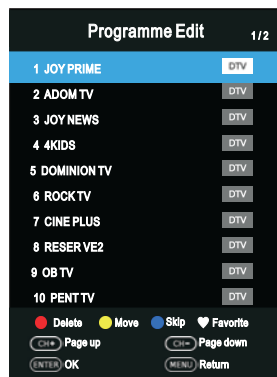 Programme Edit 1/2
1 JOY PRIME DTV
2 ADOM TV DTV
3 JOY NEWS DTV
4 4KIDS DTV
5 DOMINION TV DTV
6 ROCK TV DTV
7 CINE PLUS DTV
8 RESER VE2 DTV
9 OB TV DTV
10 PENT TV DTV
Delete Move Skip Favorite
CH+ Page up CH- Page down
ENTER OK MENU Return